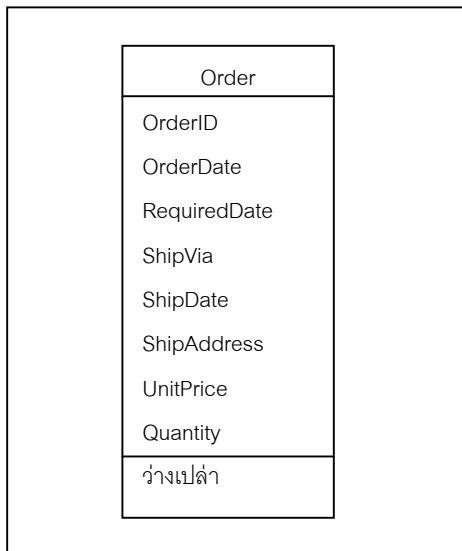 Order
OrderID
OrderDate
RequiredDate
ShipVia
ShipDate
ShipAddress
UnitPrice
Quantity
ว่างเปล่า